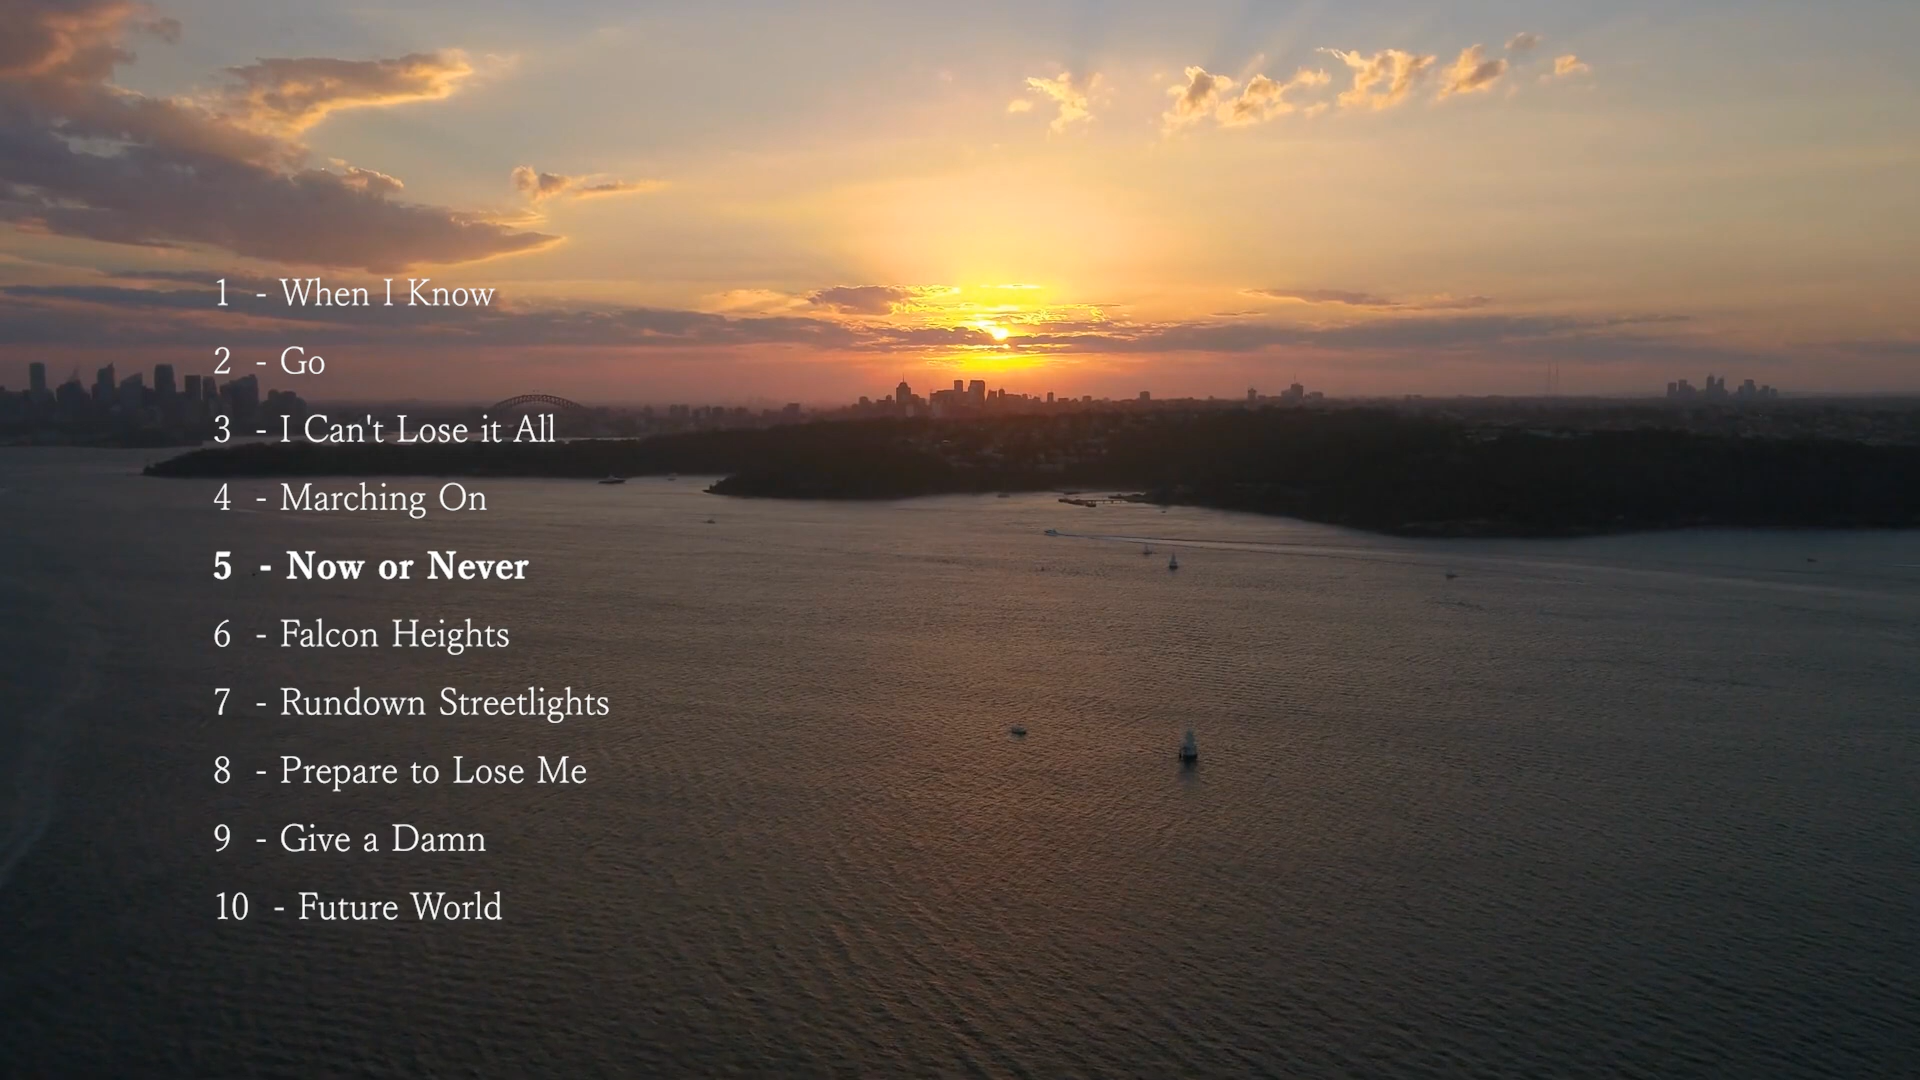 1 - When I Know
2 - Go
3 - I Can't Lose it All
4 - Marching On
5 - Now or Never
6 - Falcon Heights
7 - Rundown Streetlights
8 - Prepare to Lose Me
9 - Give a Damn
10 - Future World